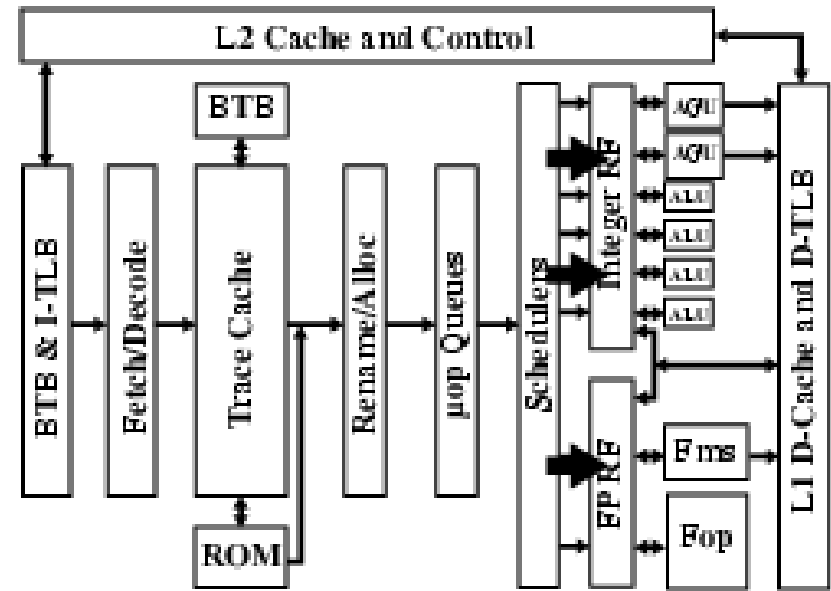 L2 Cache and Control
BTB
BTB & I-TLB
Fetch/Decode
Trace Cache
ROM
Rename/Alloc
µop Queues
Schedulers
Integer RF
FP RF
AGU
AGU
ALU
ALU
ALU
ALU
Fms
Fop
L1 D-Cache and D-TLB